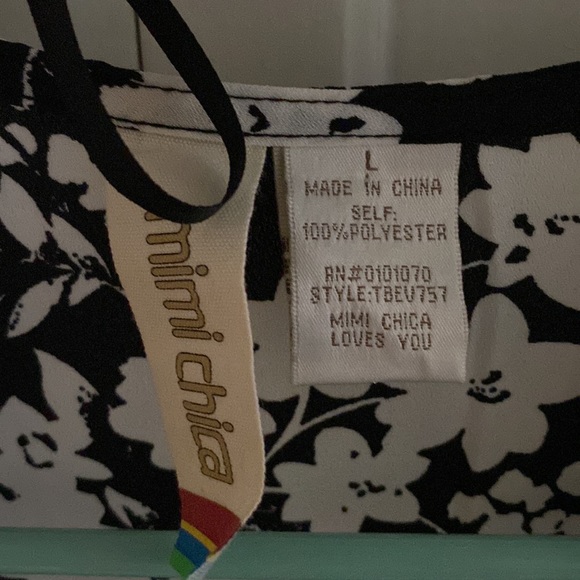 mimi chica
L
MADE IN CHINA
SELF:
100%POLYESTER
RN#0101070
STYLE:TBEV757
MIMI CHICA
LOVES YOU